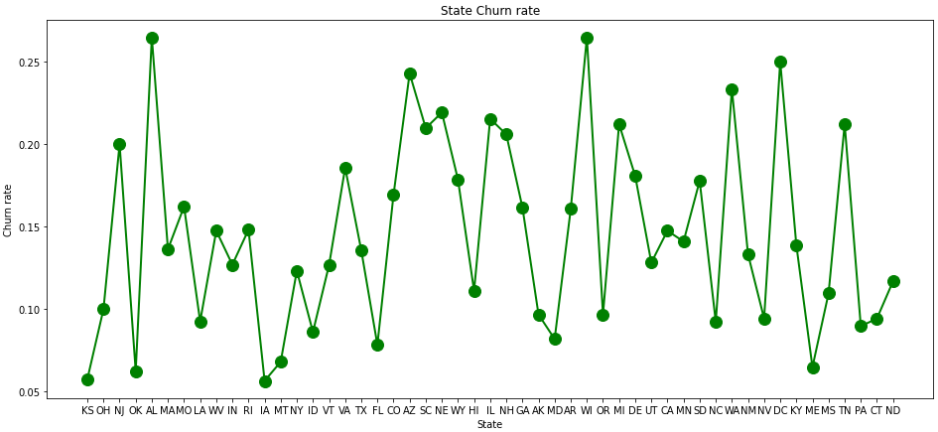 State Churn rate
0.25
0.20
0.15
0.10
0.05
Churn rate
KS OH NJ OK AL MA MO LA WV IN RI IA MT NY ID VT VA TX FL CO AZ SC NE WY HI IL NH GA AK MD AR WI OR MI DE UT CA MN SD NC WA NM NV DC KY ME MS TN PA CT ND
State